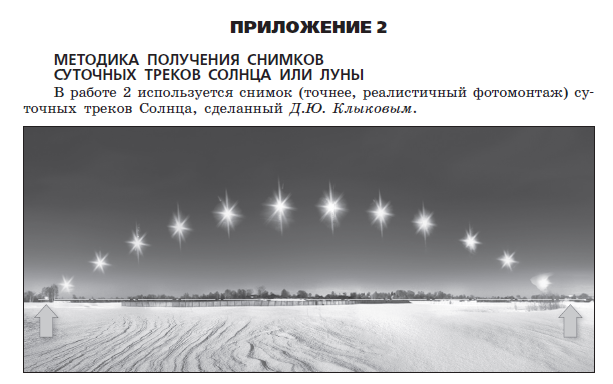 ПРИЛОЖЕНИЕ 2
МЕТОДИКА ПОЛУЧЕНИЯ СНИМКОВ
СУТОЧНЫХ ТРЕКОВ СОЛНЦА ИЛИ ЛУНЫ
В работе 2 используется снимок (точнее, реалистичный фотомонтаж) су-
точных треков Солнца, сделанный Д.Ю. Клыковым.